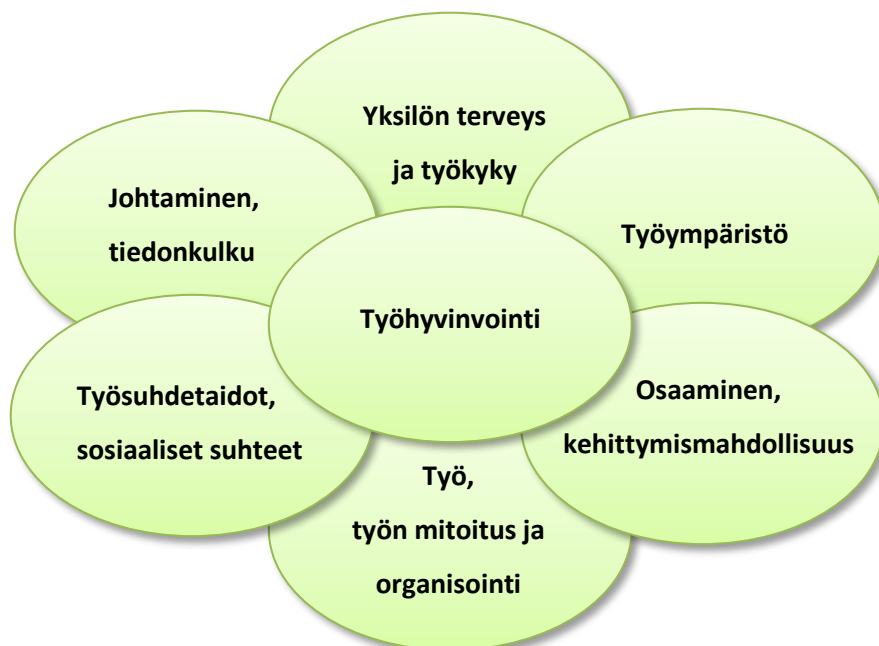 Yksilön terveys
ja työkyky
Johtaminen,
tiedonkulku
Työympäristö
Työhyvinvointi
Työsuhdetaidot,
sosiaaliset suhteet
Osaaminen,
kehittymismahdollisuus
Työ,
työn mitoitus ja
organisointi